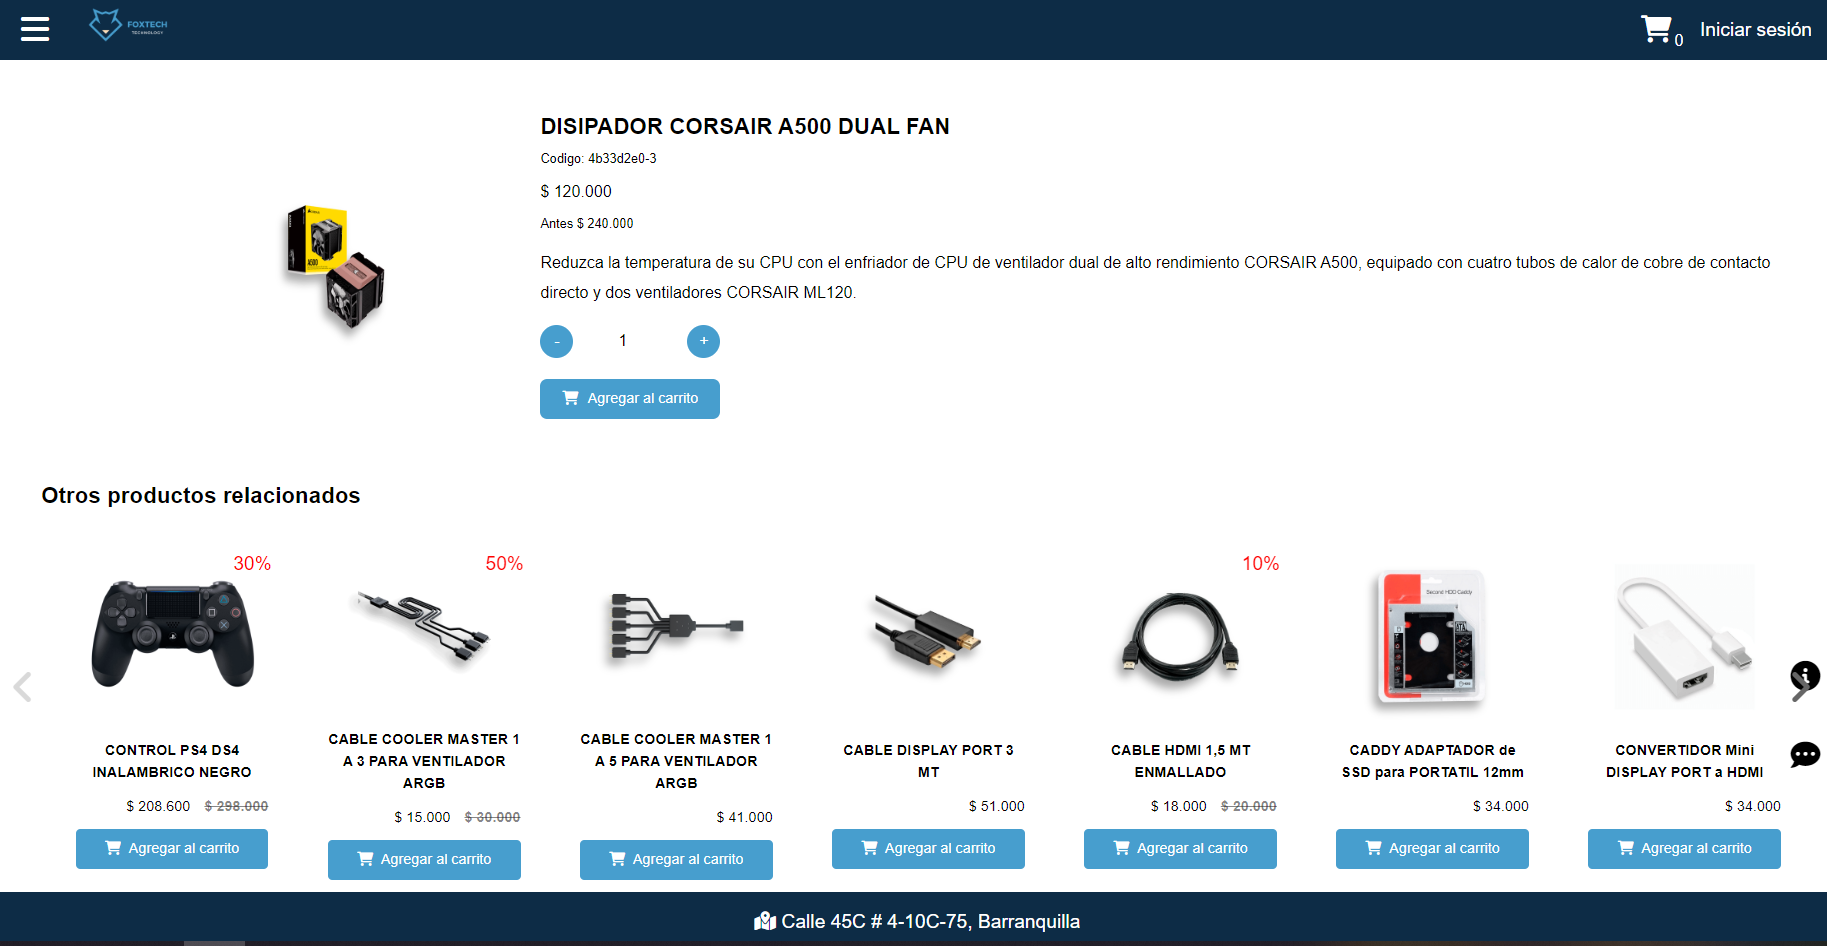 FOXTECH
TECHNOLOGY
0
Iniciar sesión
DISIPADOR CORSAIR A500 DUAL FAN
Codigo: 4b33d2e0-3
$ 120.000
Antes $ 240.000
Reduzca la temperatura de su CPU con el enfriador de CPU de ventilador dual de alto rendimiento CORSAIR A500, equipado con cuatro tubos de calor de cobre de contacto
directo y dos ventiladores CORSAIR ML120.
- 1 +
Agregar al carrito
A500
Otros productos relacionados
30%
CONTROL PS4 DS4
INALAMBRICO NEGRO
$ 208.600 $ 298.000
Agregar al carrito
50%
CABLE COOLER MASTER 1
A 3 PARA VENTILADOR
ARGB
$ 15.000 $ 30.000
Agregar al carrito
CABLE COOLER MASTER 1
A 5 PARA VENTILADOR
ARGB
$ 41.000
Agregar al carrito
CABLE DISPLAY PORT 3
MT
$ 51.000
Agregar al carrito
10%
CABLE HDMI 1,5 MT
ENMALLADO
$ 18.000 $ 20.000
Agregar al carrito
Second HDD Caddy
SATA
CADDY ADAPTADOR de
SSD para PORTATIL 12mm
$ 34.000
Agregar al carrito
CONVERTIDOR Mini
DISPLAY PORT a HDMI
$ 34.000
Agregar al carrito
Calle 45C # 4-10C-75, Barranquilla